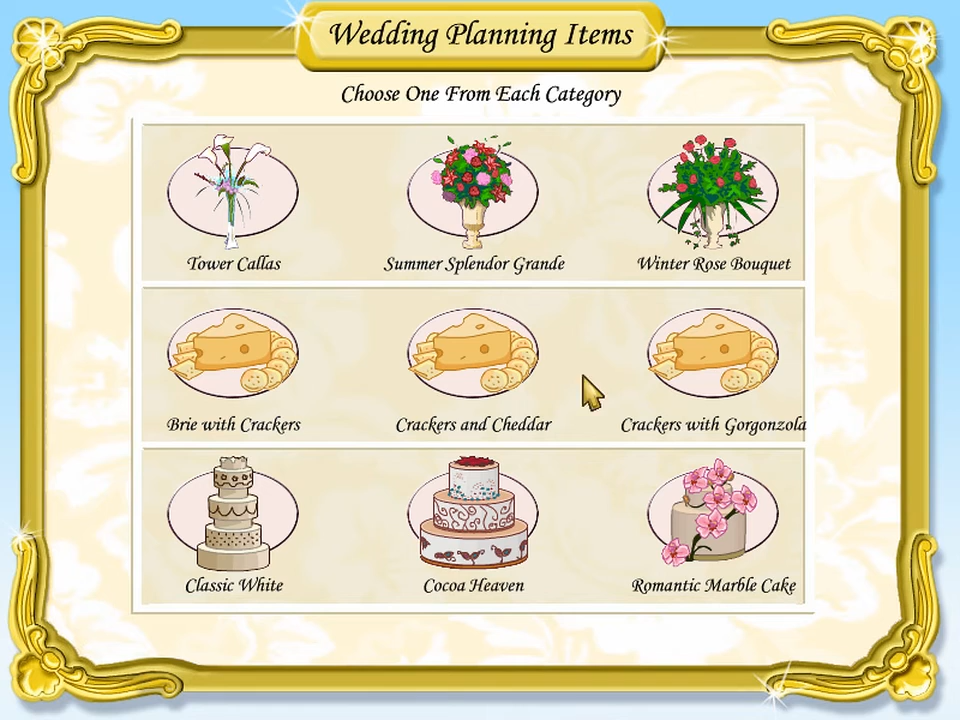 Wedding Planning Items
Choose One From Each Category
Tower Callas
Summer Splendor Grande
Winter Rose Bouquet
Brie with Crackers
Crackers and Cheddar
Crackers with Gorgonzola
Classic White
Cocoa Heaven
Romantic Marble Cake